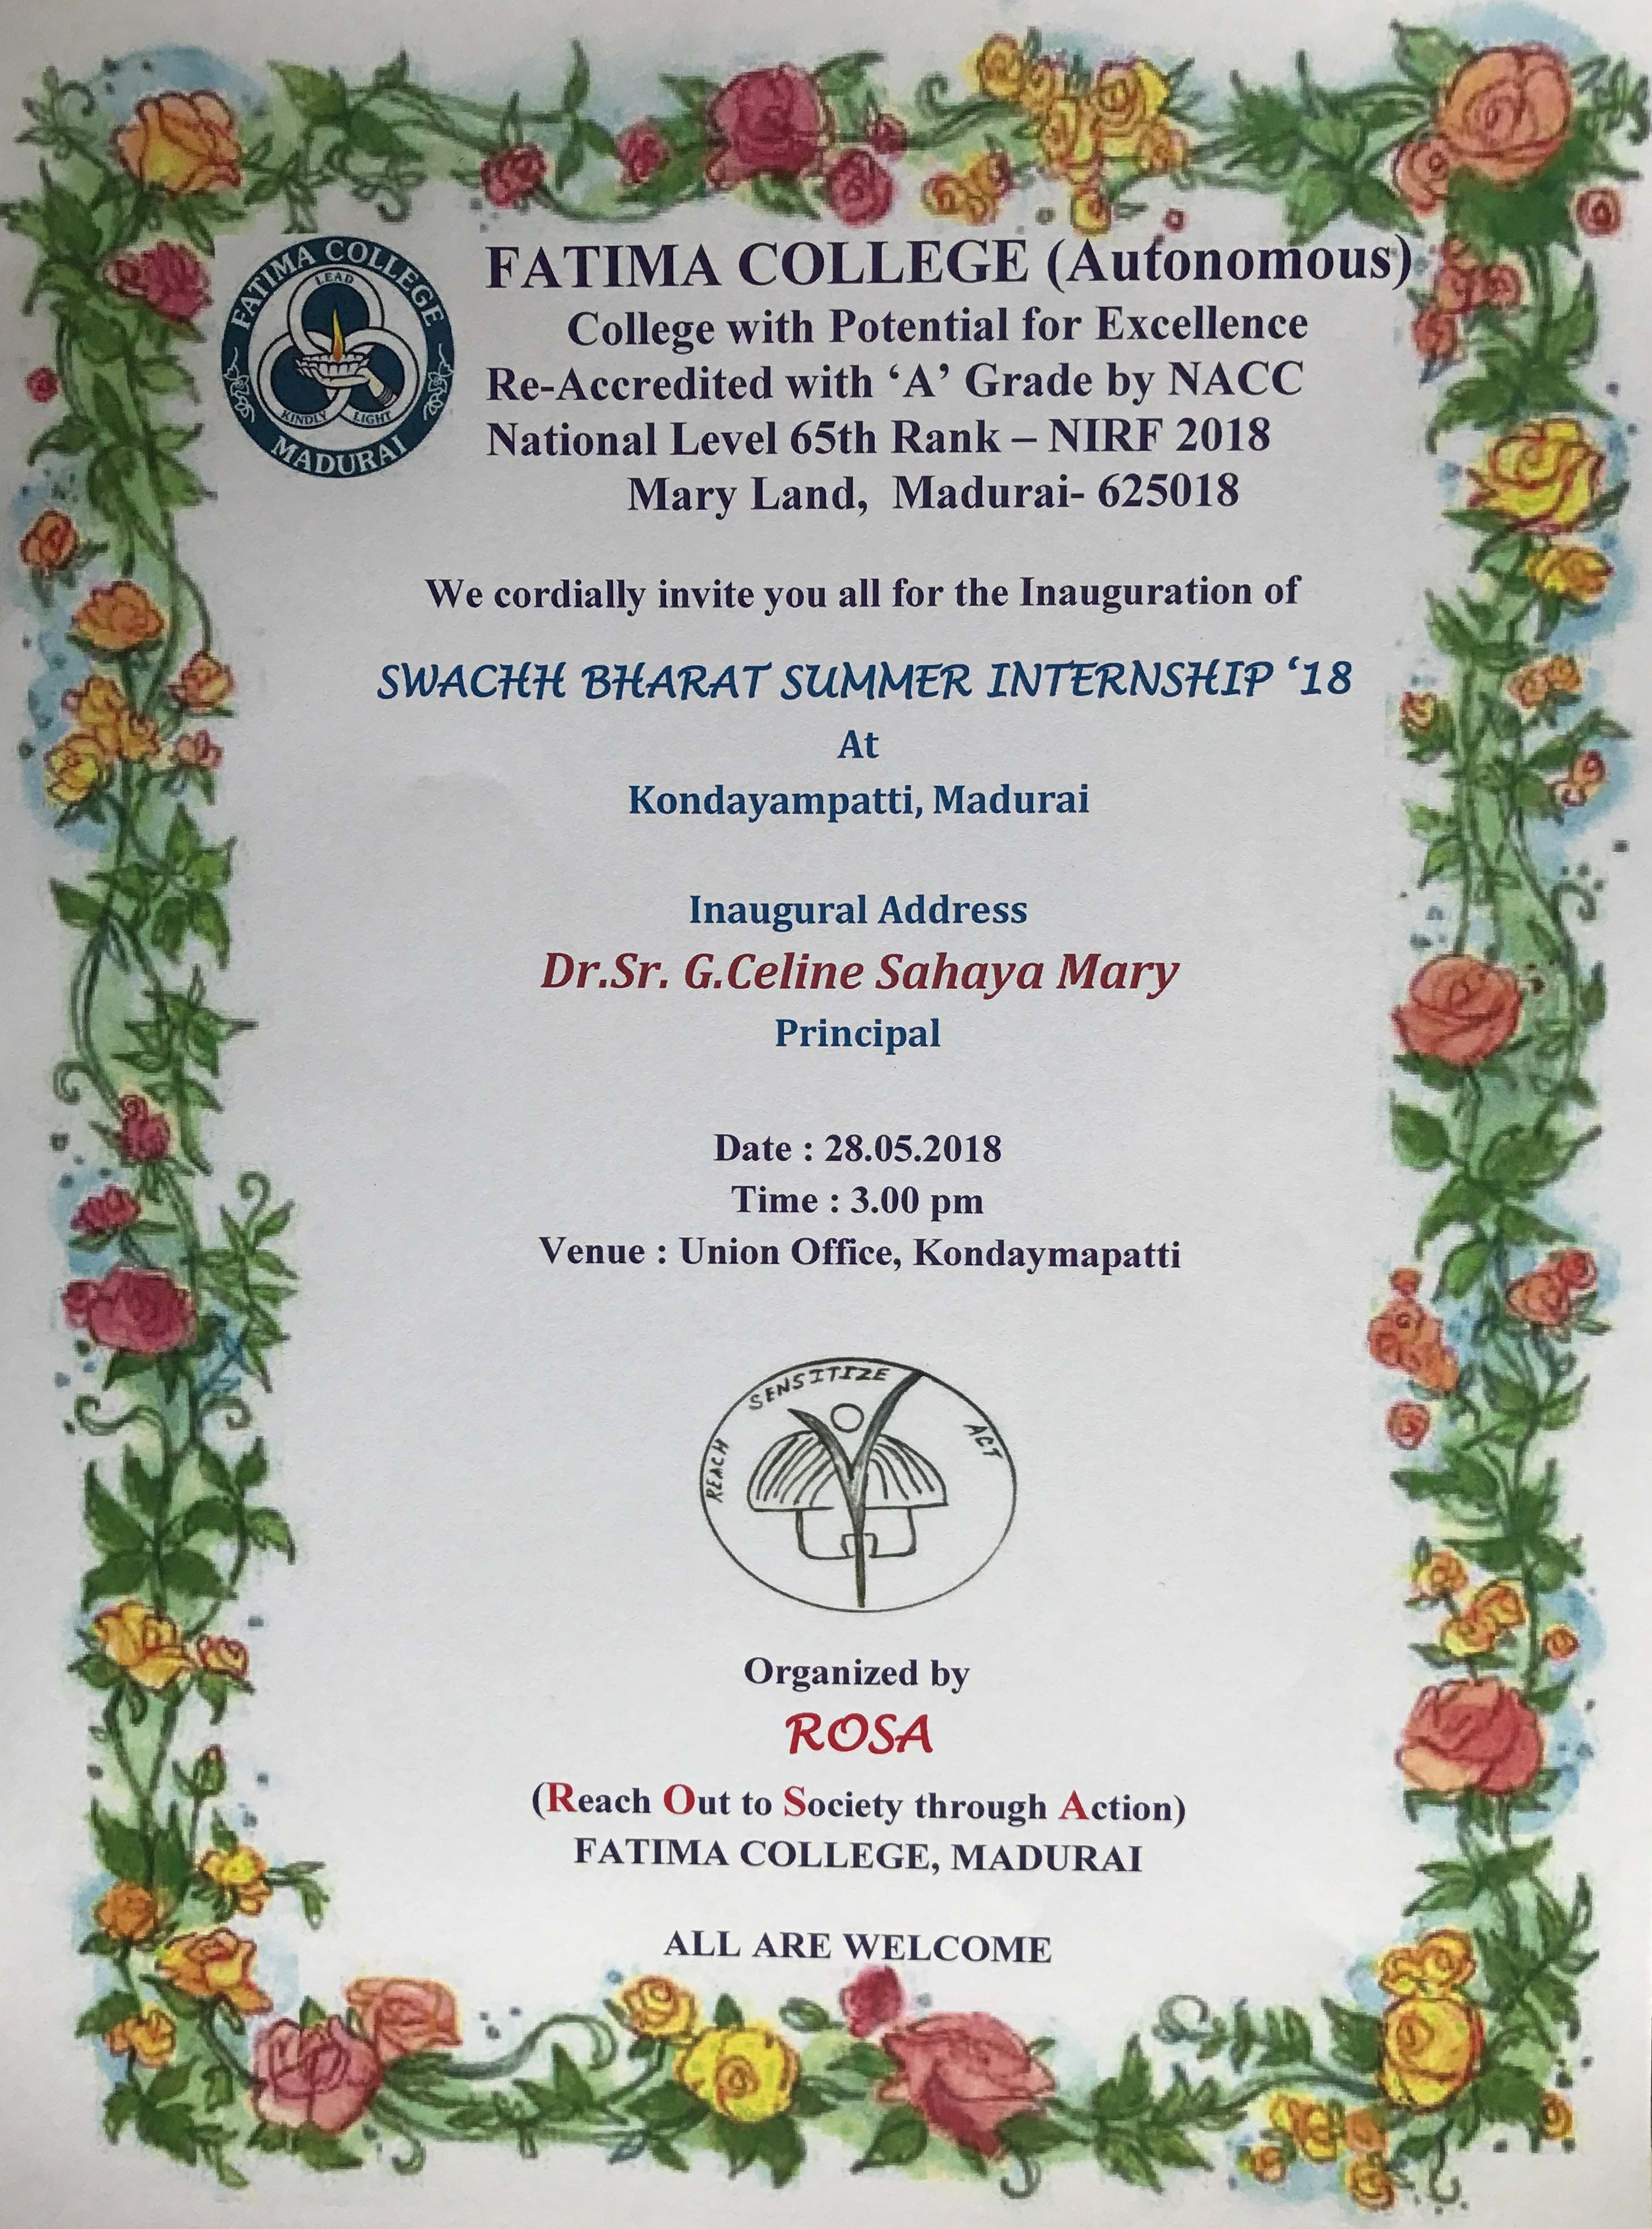 FATIMA COLLEGE
LEAD
KINDLY LIGHT
MADURAI
FATIMA COLLEGE (Autonomous)
College with Potential for Excellence
Re-Accredited with ‘A’ Grade by NACC
National Level 65th Rank – NIRF 2018
Mary Land, Madurai- 625018
We cordially invite you all for the Inauguration of
SWACHH BHARAT SUMMER INTERNSHIP ‘18
At
Kondayampatti, Madurai
Inaugural Address
Dr.Sr. G.Celine Sahaya Mary
Principal
Date : 28.05.2018
Time : 3.00 pm
Venue : Union Office, Kondaymapatti
REACH SENSITIZE ACT
Organized by
ROSA
(Reach Out to Society through Action)
FATIMA COLLEGE, MADURAI
ALL ARE WELCOME